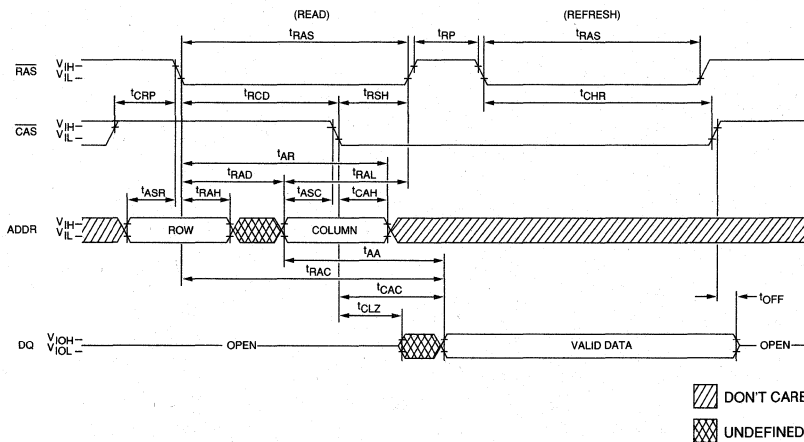 (READ) (REFRESH)
tRAS tRP tRAS
RAS VIH VIL
tCRP tRCD tRSH tCHR
CAS VIH VIL
tAR
tRAD tRAL
tASR tRAH tASC tCAH
ADDR VIH VIL ROW COLUMN
tAA
tRAC
tCAC
tCLZ tOFF
DQ VIOH VIOL OPEN VALID DATA OPEN
DON'T CARE
UNDEFINED